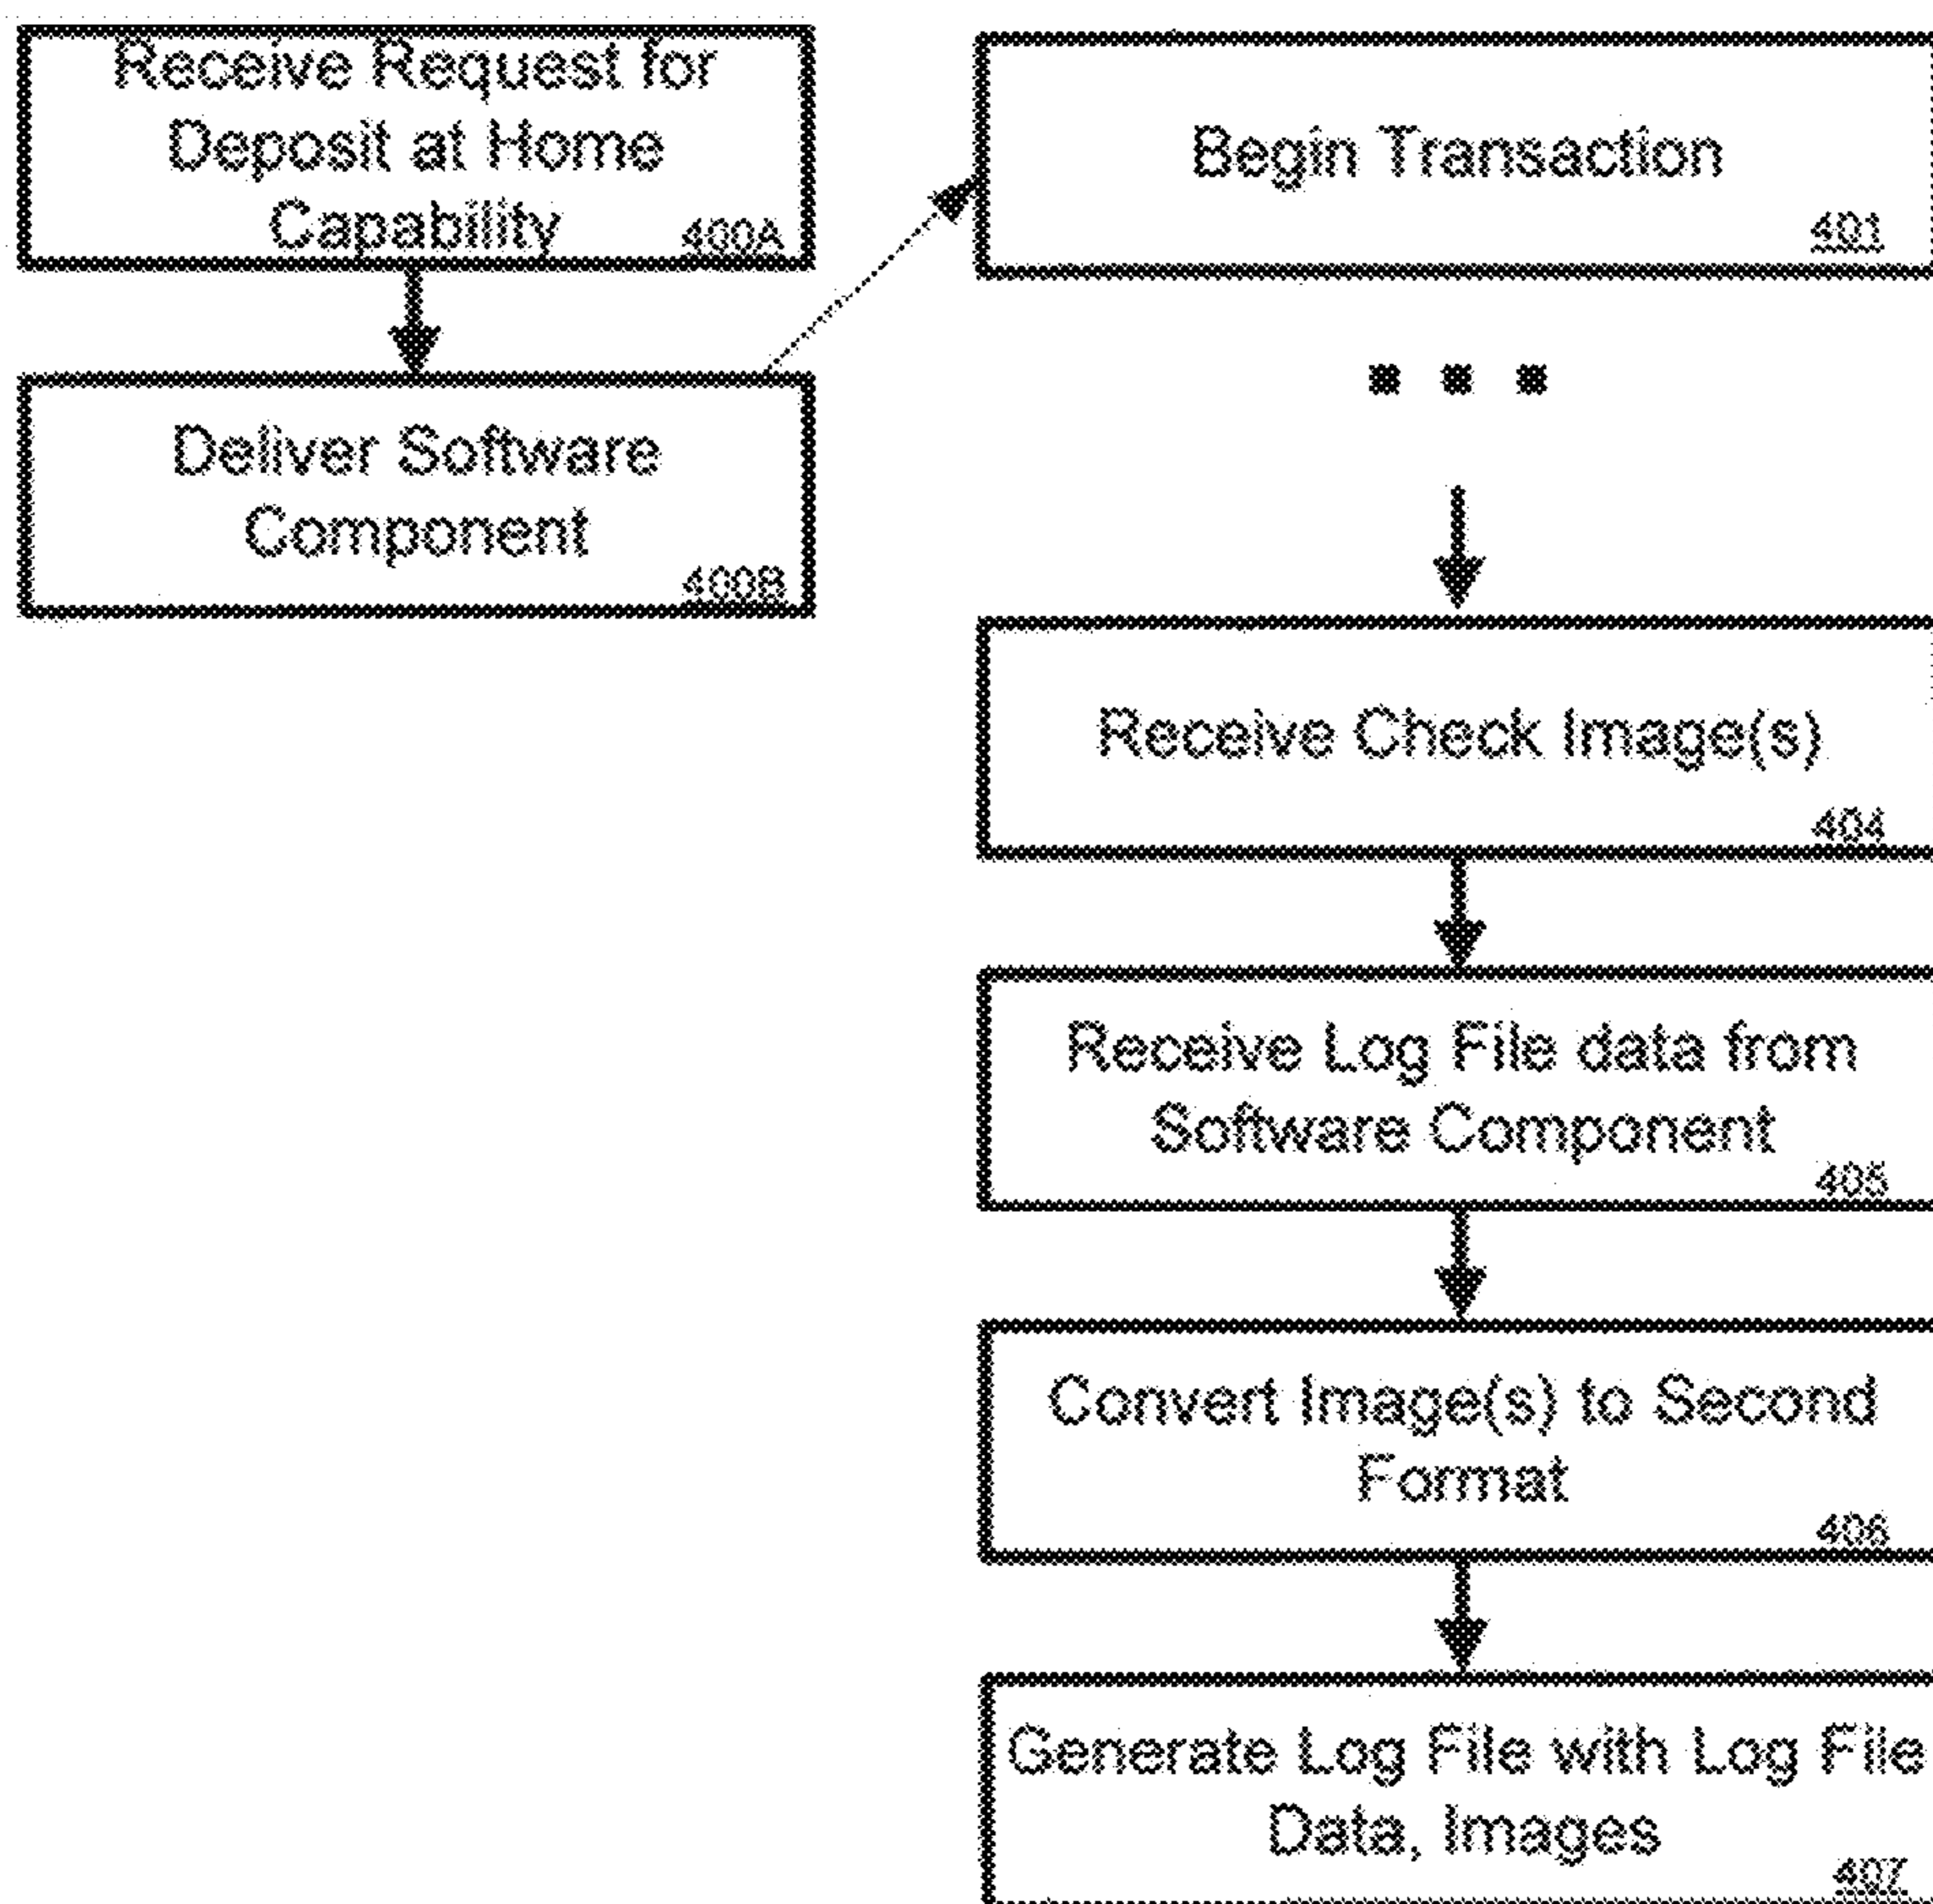 Receive Request for
Deposit at Home
Capability
400A
Deliver Software
Component
400B
Begin Transaction
401
Receive Check Image(s)
404
Receive Log File data from
Software Component
405
Convert Image(s) to Second
Format
406
Generate Log File with Log File
Data, Images
407